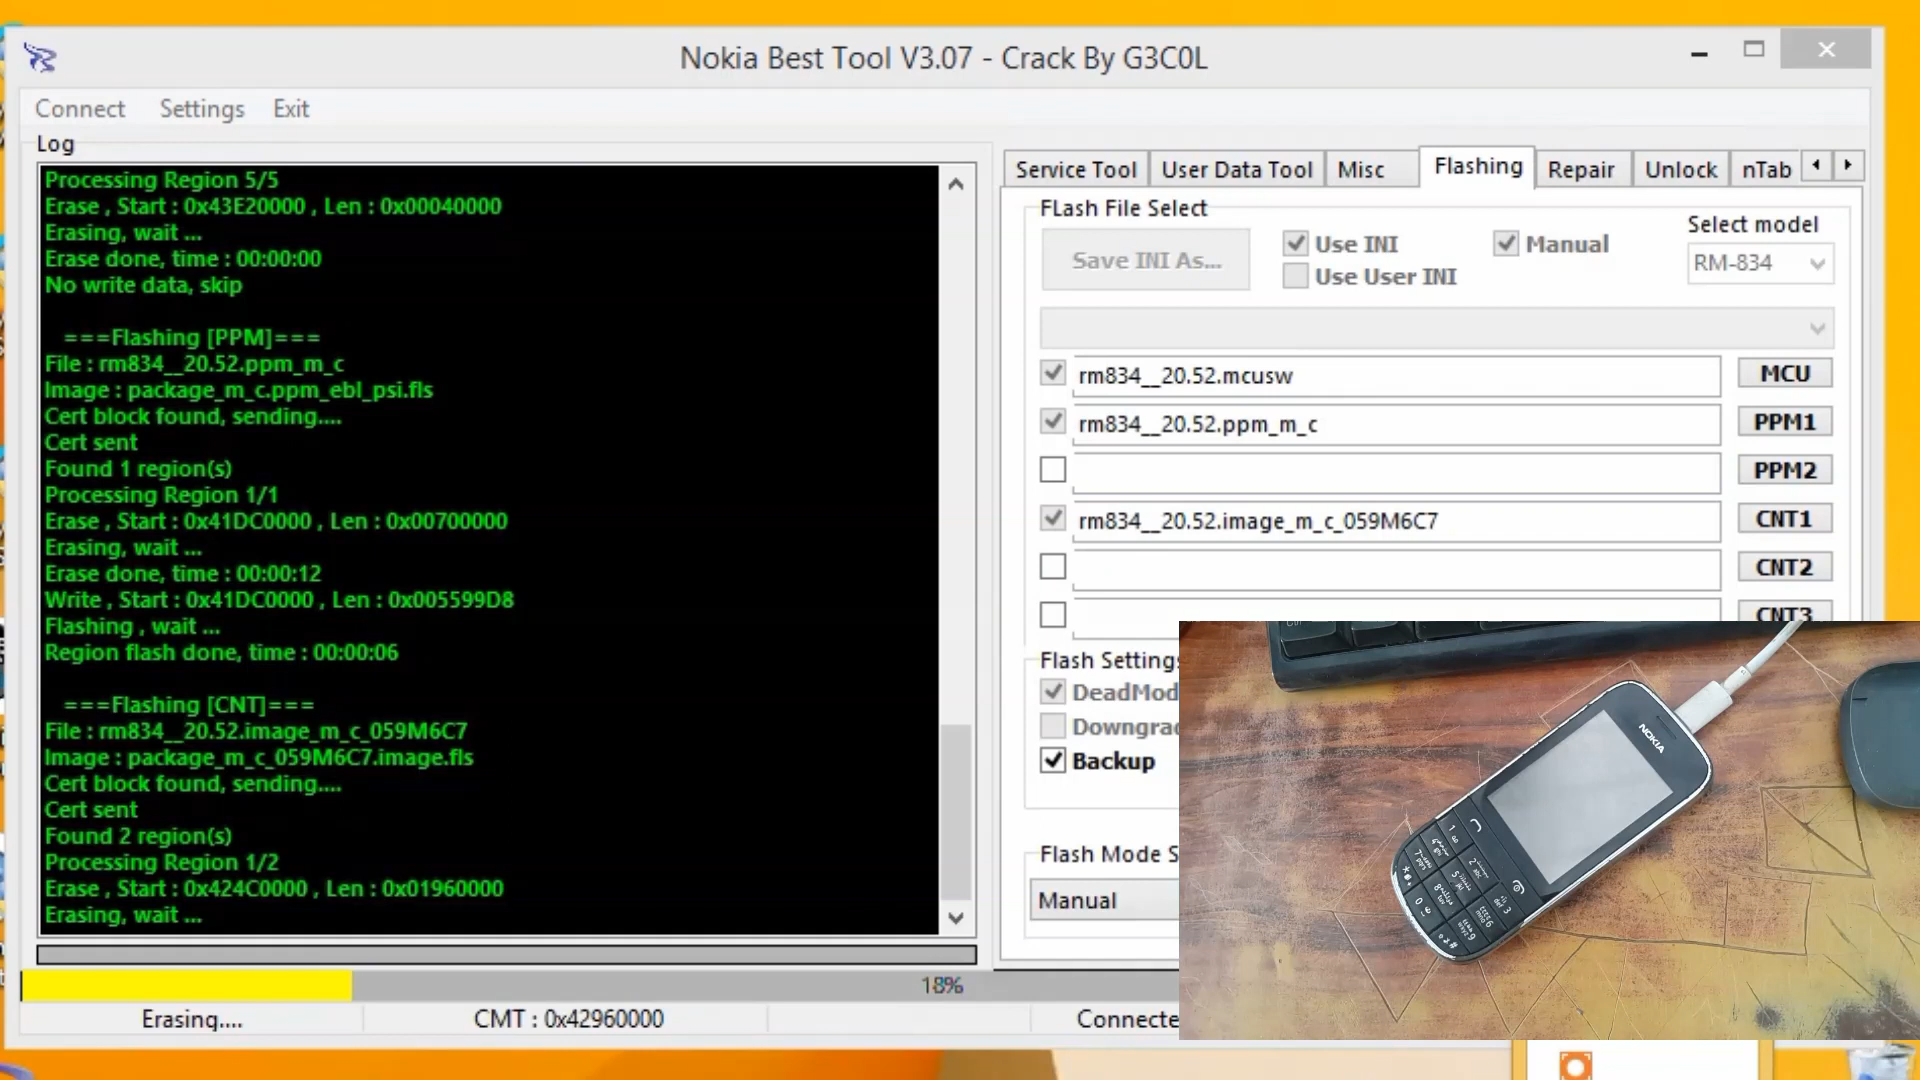 Nokia Best Tool V3.07 - Crack By G3C0L
Connect Settings Exit
Log
Processing Region 5/5
Erase , Start : 0x43E20000 , Len : 0x00040000
Erasing, wait ...
Erase done, time : 00:00:00
No write data, skip
===Flashing [PPM]===
File : rm834__20.52.ppm_m_c
Image : package_m_c.ppm_ebl_psi.fls
Cert block found, sending....
Cert sent
Found 1 region(s)
Processing Region 1/1
Erase , Start : 0x41DC0000 , Len : 0x00700000
Erasing, wait ...
Erase done, time : 00:00:12
Write , Start : 0x41DC0000 , Len : 0x005599D8
Flashing , wait ...
Region flash done, time : 00:00:06
===Flashing [CNT]===
File : rm834__20.52.image_m_c_059M6C7
Image : package_m_c_059M6C7.image.fls
Cert block found, sending....
Cert sent
Found 2 region(s)
Processing Region 1/2
Erase , Start : 0x424C0000 , Len : 0x01960000
Erasing, wait ...
18%
Erasing.... CMT : 0x42960000 Connecte
Service Tool User Data Tool Misc Flashing Repair Unlock nTab
FLash File Select
Save INI As...
Use INI
Manual
Use User INI
Select model
RM-834
rm834__20.52.mcusw MCU
rm834__20.52.ppm_m_c PPM1
PPM2
rm834__20.52.image_m_c_059M6C7 CNT1
CNT2
CNT3
Flash Settings
DeadMod
Downgrad
Backup
Flash Mode S
Manual
NOKIA